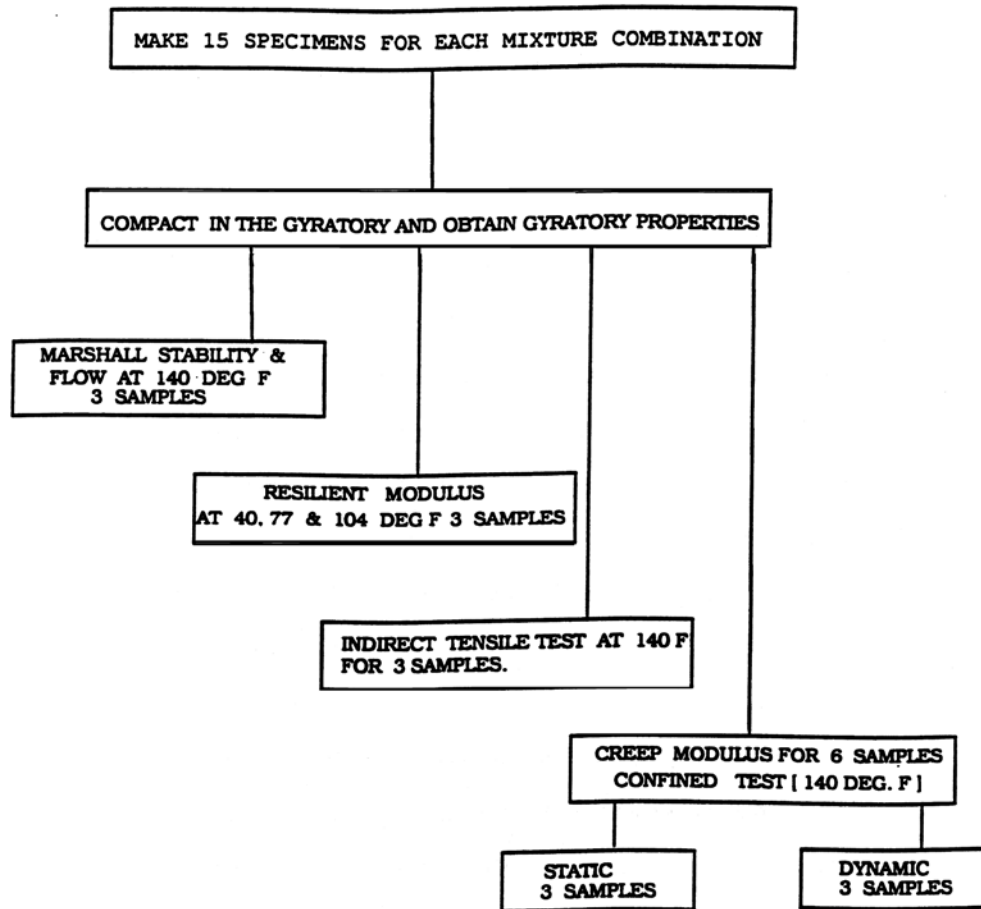 MAKE 15 SPECIMENS FOR EACH MIXTURE COMBINATION
COMPACT IN THE GYRATORY AND OBTAIN GYRATORY PROPERTIES
MARSHALL STABILITY &
FLOW AT 140 DEG F
3 SAMPLES
RESILIENT MODULUS
AT 40, 77 & 104 DEG F 3 SAMPLES
INDIRECT TENSILE TEST AT 140 F
FOR 3 SAMPLES.
CREEP MODULUS FOR 6 SAMPLES
CONFINED TEST [ 140 DEG. F ]
STATIC
3 SAMPLES
DYNAMIC
3 SAMPLES